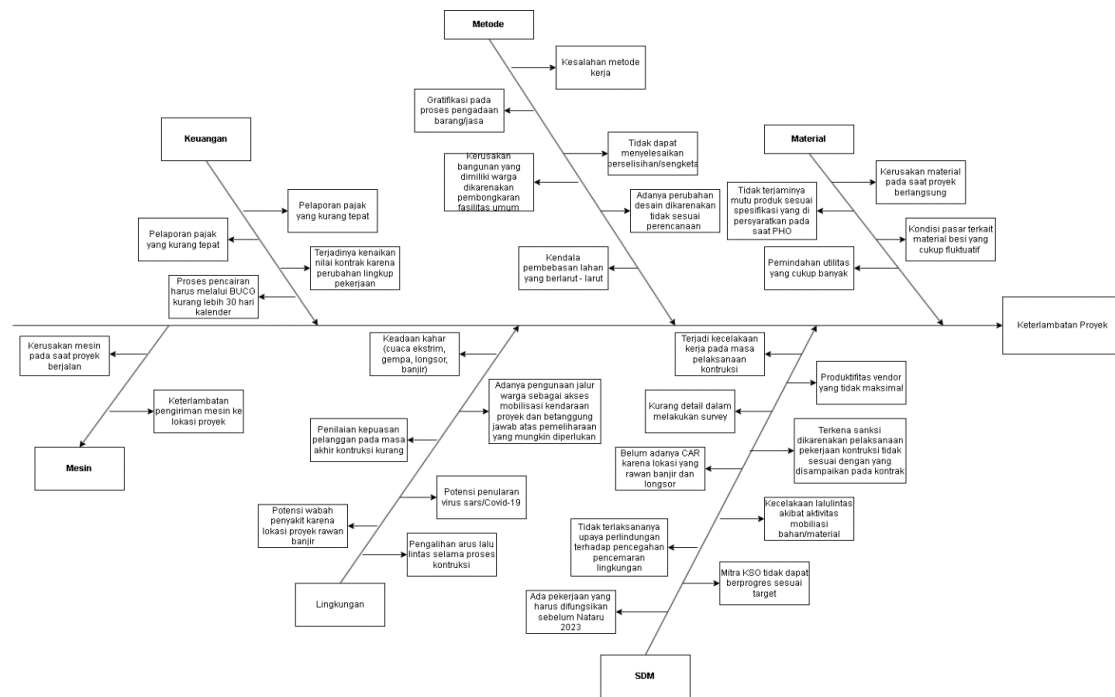 Metode
Kesalahan metode
kerja
Gratifikasi pada
proses pengadaan
barang/jasa
Tidak dapat
menyelesaikan
perselisihan/sengketa
Kerusakan
bangunan yang
dimiliki warga
dikarenakan
pembongkaran
fasilitas umum
Adanya perubahan
desain dikarenakan
tidak sesuai
perencanaan
Kendala
pembebasan lahan
yang berlarut - larut
Keuangan
Pelaporan pajak
yang kurang tepat
Pelaporan pajak
yang kurang tepat
Terjadinya kenaikan
nilai kontrak karena
perubahan lingkup
pekerjaan
Proses pencairan
harus melalui BUCG
kurang lebih 30 hari
kalender
Material
Kerusakan material
pada saat proyek
berlangsung
Tidak terjaminya
mutu produk sesuai
spesifikasi yang di
persyaratkan pada
saat PHO
Kondisi pasar terkait
material besi yang
cukup fluktuatif
Pemindahan utilitas
yang cukup banyak
Keterlambatan Proyek
Kerusakan mesin
pada saat proyek
berjalan
Keterlambatan
pengiriman mesin ke
lokasi proyek
Mesin
Keadaan kahar
(cuaca ekstrim,
gempa, longsor,
banjir)
Adanya pengunaan jalur
warga sebagai akses
mobilisasi kendaraan
proyek dan betanggung
jawab atas pemeliharaan
yang mungkin diperlukan
Penilaian kepuasan
pelanggan pada masa
akhir kontruksi kurang
Potensi penularan
virus sars/Covid-19
Potensi wabah
penyakit karena
lokasi proyek rawan
banjir
Pengalihan arus lalu
lintas selama proses
kontruksi
Lingkungan
Terjadi kecelakaan
kerja pada masa
pelaksanaan
kontruksi
Produktifitas vendor
yang tidak maksimal
Kurang detail dalam
melakukan survey
Terkena sanksi
dikarenakan pelaksanaan
pekerjaan kontruksi tidak
sesuai dengan yang
disampaikan pada kontrak
Belum adanya CAR
karena lokasi yang
rawan banjir dan
longsor
Kecelakaan lalulintas
akibat aktivitas
mobiliasi
bahan/material
Tidak terlaksananya
upaya perlindungan
terhadap pencegahan
pencemaran
lingkungan
Mitra KSO tidak dapat
berprogres sesuai
target
Ada pekerjaan yang
harus difungsikan
sebelum Nataru
2023
SDM